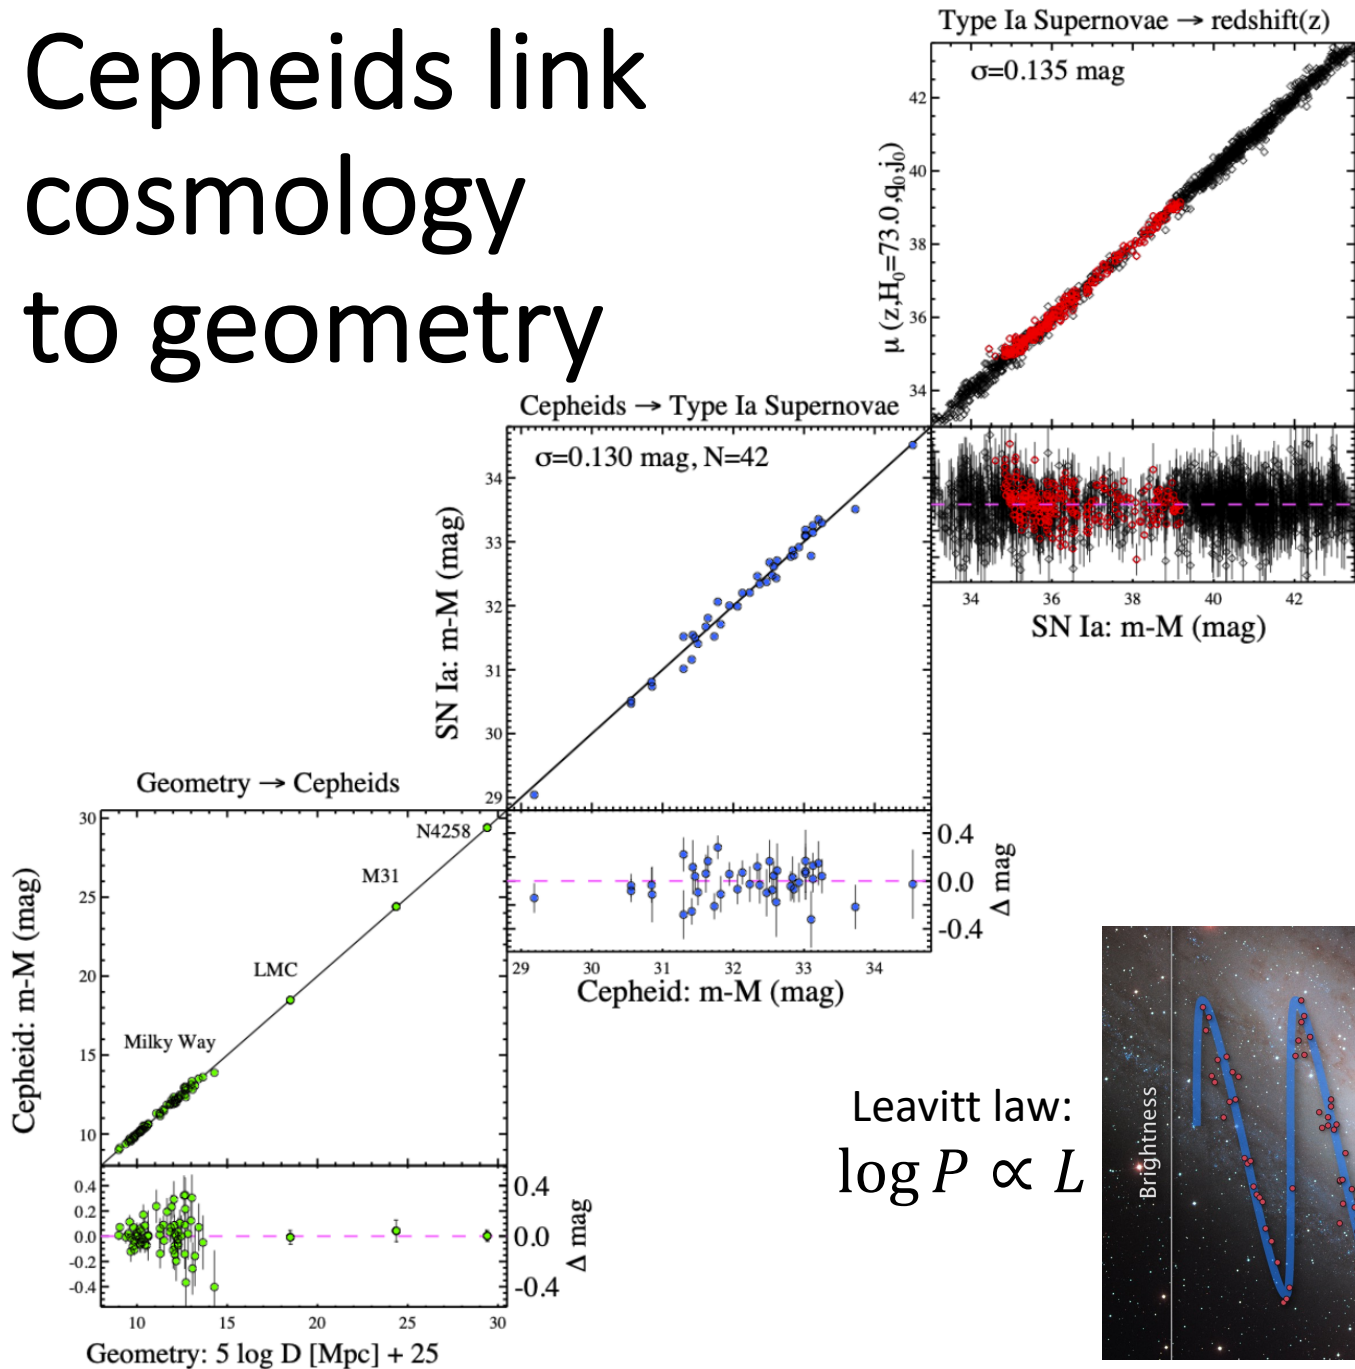 Cepheids link
cosmology
to geometry
Type Ia Supernovae → redshift(z)
σ=0.135 mag
μ (z,H₀=73.0,q₀,j₀)
42
40
38
36
34
34 36 38 40 42
SN Ia: m-M (mag)
Cepheids → Type Ia Supernovae
σ=0.130 mag, N=42
SN Ia: m-M (mag)
34
33
32
31
30
29
0.4
0.0
-0.4
Δ mag
29 30 31 32 33 34
Cepheid: m-M (mag)
Geometry → Cepheids
N4258
M31
LMC
Milky Way
Cepheid: m-M (mag)
30
25
20
15
10
0.4
0.2
0.0
-0.2
-0.4
0.4
0.0
-0.4
Δ mag
10 15 20 25 30
Geometry: 5 log D [Mpc] + 25
Leavitt law:
log P ∝ L
Brightness